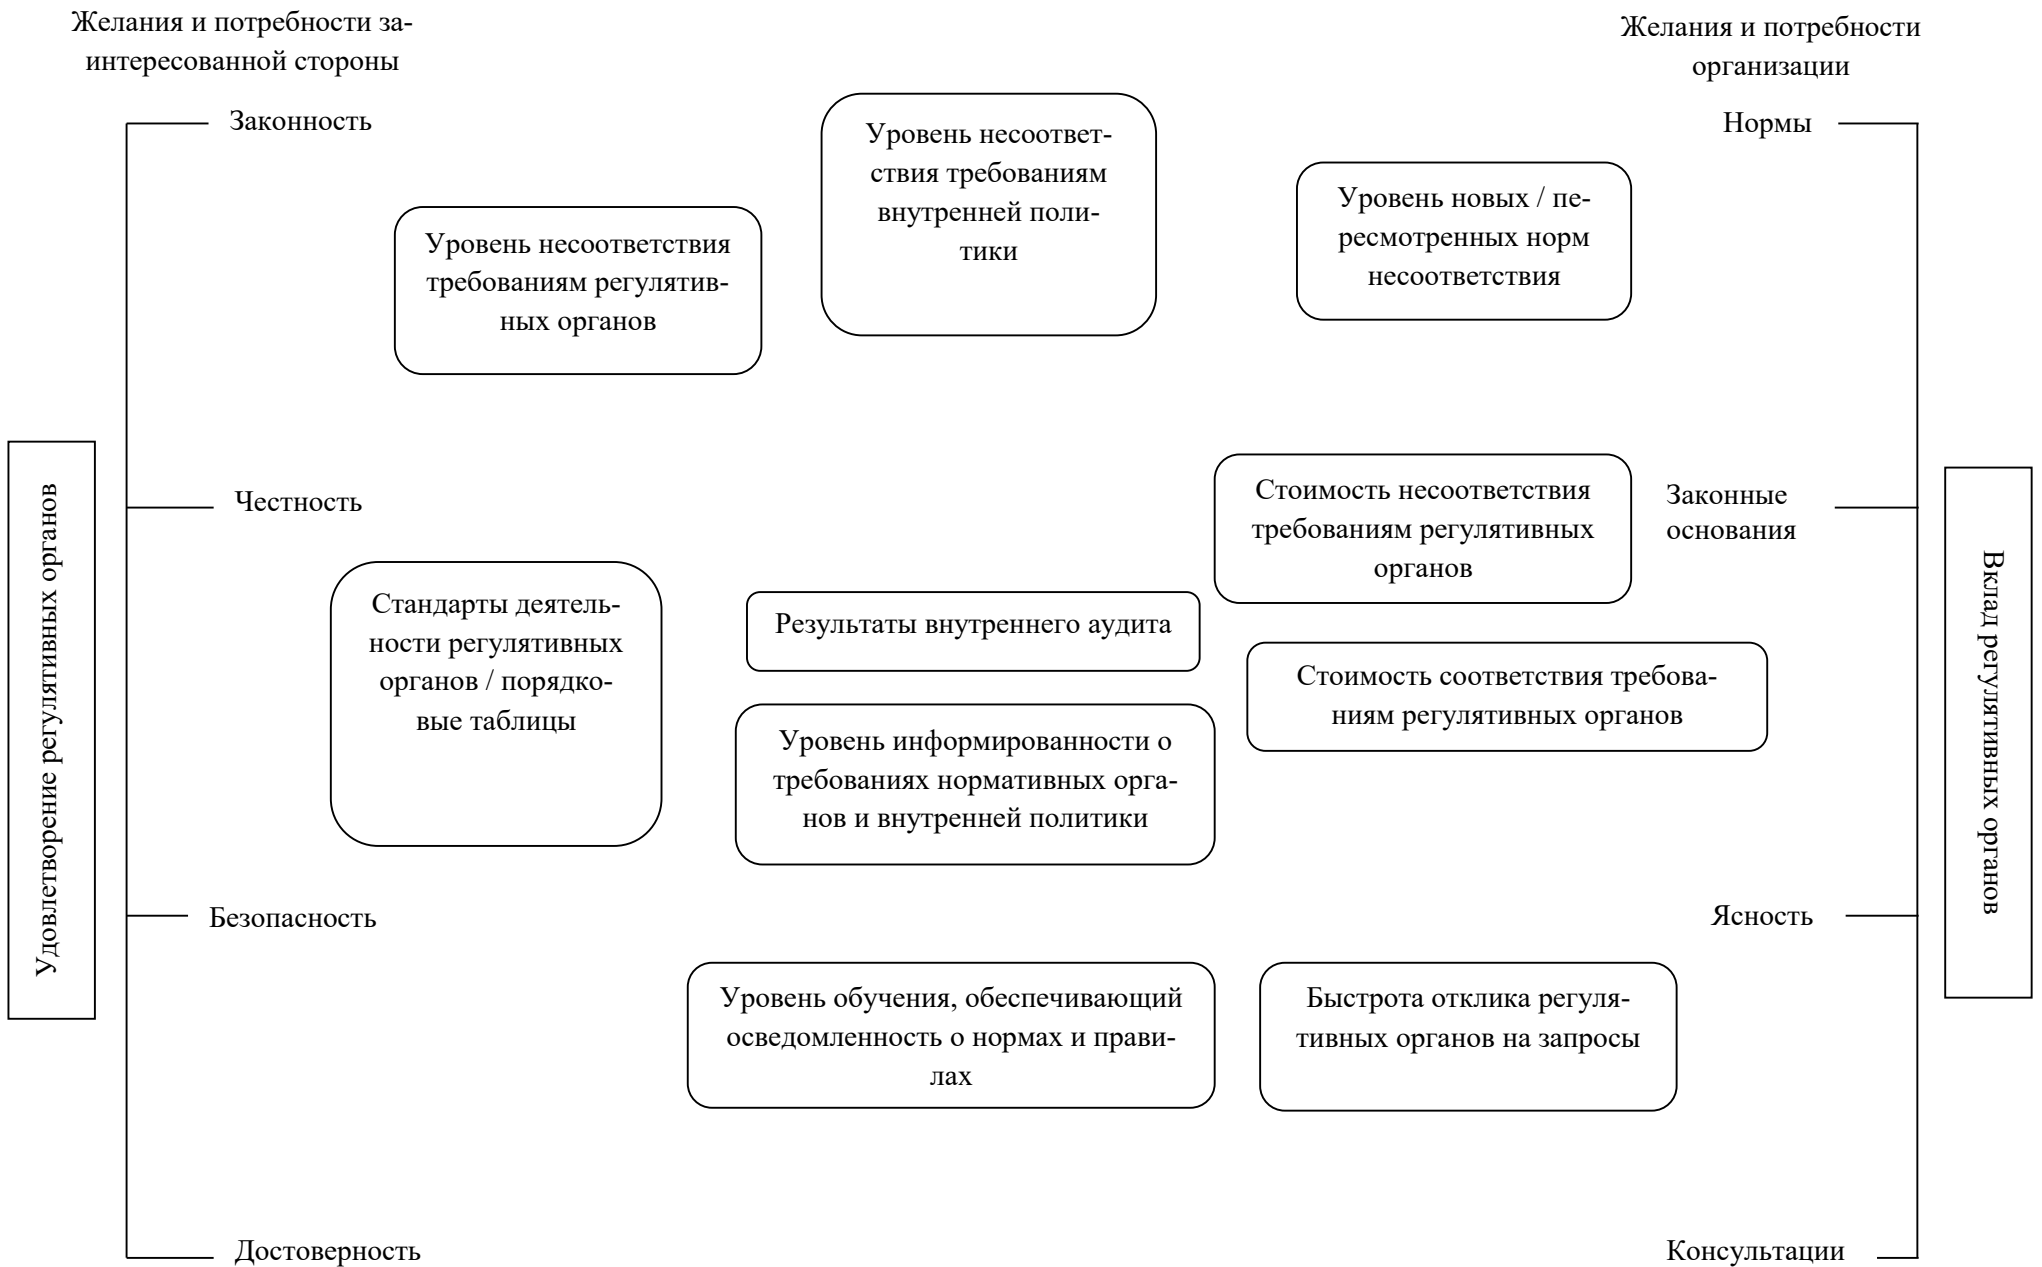 Желания и потребности за-
интересованной стороны
Желания и потребности
организации
Законность
Нормы
Уровень несоответ-
ствия требованиям
внутренней поли-
тики
Уровень новых / пе-
ресмотренных норм
несоответствия
Уровень несоответствия
требованиям регулятив-
ных органов
Удовлетворение регулятивных органов
Честность
Стоимость несоответствия
требованиям регулятивных
органов
Законные
основания
Вклад регулятивных органов
Стандарты деятель-
ности регулятивных
органов / порядко-
вые таблицы
Результаты внутреннего аудита
Стоимость соответствия требова-
ниям регулятивных органов
Уровень информированности о
требованиях нормативных орга-
нов и внутренней политики
Безопасность
Ясность
Уровень обучения, обеспечивающий
осведомленность о нормах и прави-
лах
Быстрота отклика регуля-
тивных органов на запросы
Достоверность
Консультации